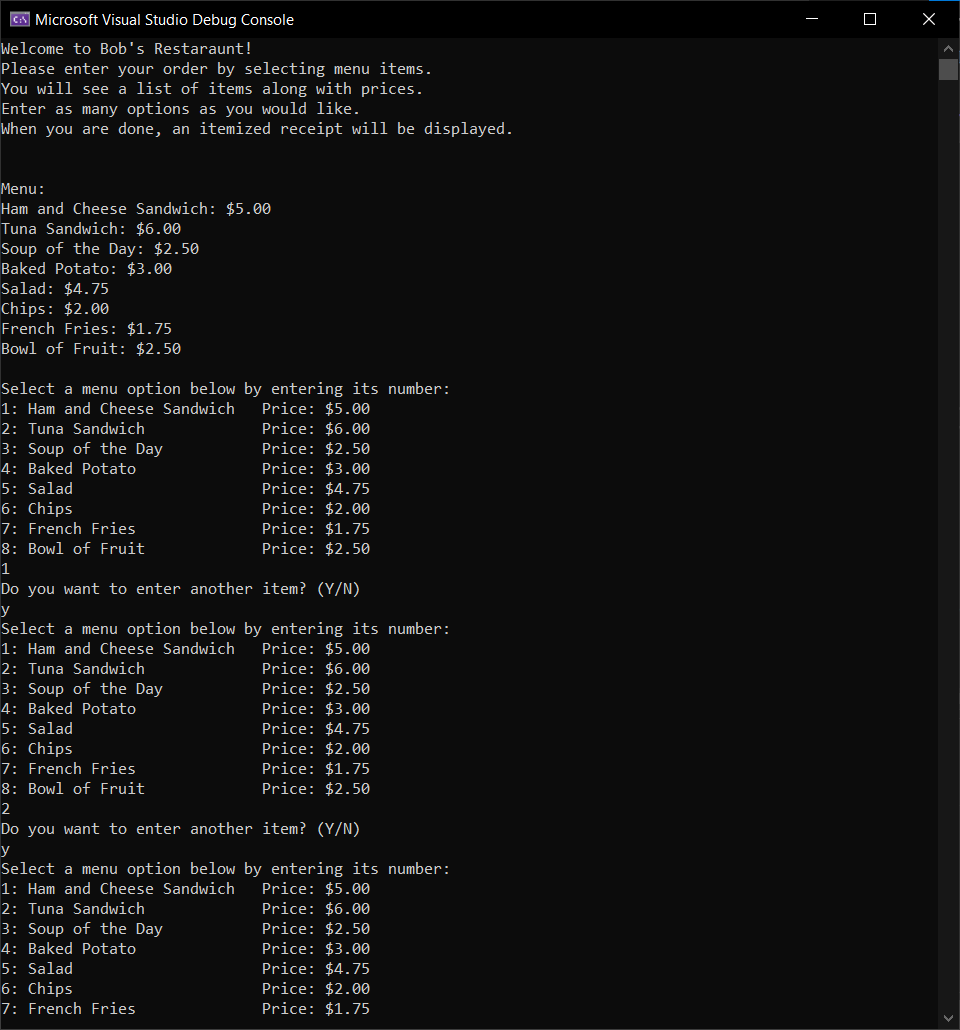 Microsoft Visual Studio Debug Console
Welcome to Bob's Restaraunt!
Please enter your order by selecting menu items.
You will see a list of items along with prices.
Enter as many options as you would like.
When you are done, an itemized receipt will be displayed.
Menu:
Ham and Cheese Sandwich: $5.00
Tuna Sandwich: $6.00
Soup of the Day: $2.50
Baked Potato: $3.00
Salad: $4.75
Chips: $2.00
French Fries: $1.75
Bowl of Fruit: $2.50
Select a menu option below by entering its number:
1: Ham and Cheese Sandwich   Price: $5.00
2: Tuna Sandwich             Price: $6.00
3: Soup of the Day           Price: $2.50
4: Baked Potato              Price: $3.00
5: Salad                     Price: $4.75
6: Chips                     Price: $2.00
7: French Fries              Price: $1.75
8: Bowl of Fruit             Price: $2.50
1
Do you want to enter another item? (Y/N)
y
Select a menu option below by entering its number:
1: Ham and Cheese Sandwich   Price: $5.00
2: Tuna Sandwich             Price: $6.00
3: Soup of the Day           Price: $2.50
4: Baked Potato              Price: $3.00
5: Salad                     Price: $4.75
6: Chips                     Price: $2.00
7: French Fries              Price: $1.75
8: Bowl of Fruit             Price: $2.50
2
Do you want to enter another item? (Y/N)
y
Select a menu option below by entering its number:
1: Ham and Cheese Sandwich   Price: $5.00
2: Tuna Sandwich             Price: $6.00
3: Soup of the Day           Price: $2.50
4: Baked Potato              Price: $3.00
5: Salad                     Price: $4.75
6: Chips                     Price: $2.00
7: French Fries              Price: $1.75